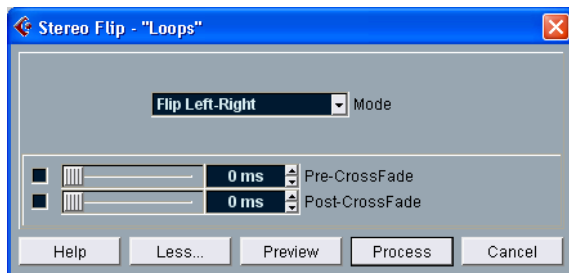 Stereo Flip - "Loops"
Flip Left-Right Mode
0 ms Pre-CrossFade
0 ms Post-CrossFade
Help Less... Preview Process Cancel